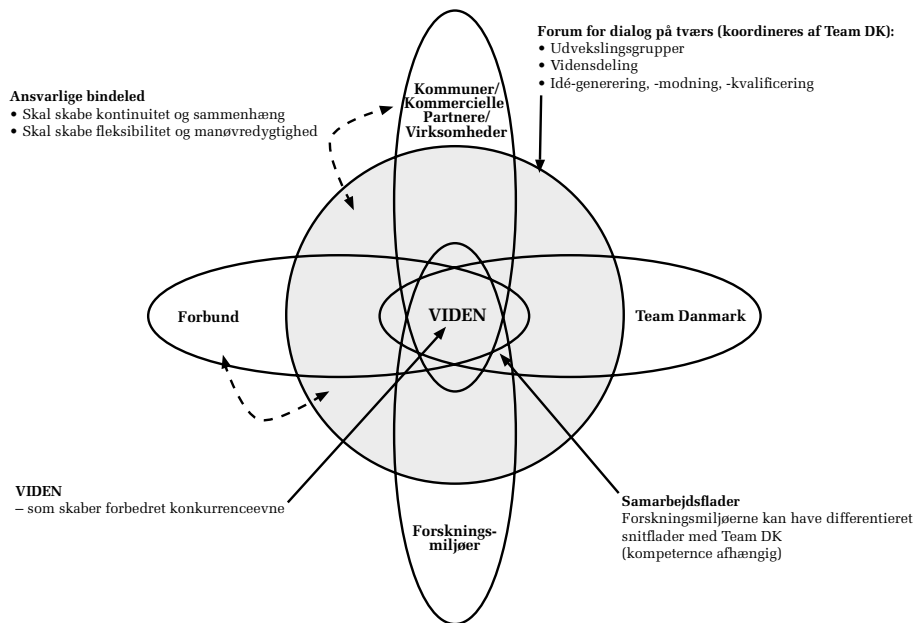 Forum for dialog på tværs (koordineres af Team DK):
• Udvekslingsgrupper
• Vidensdeling
• Idé-generering, -modning, -kvalificering
Ansvarlige bindeled
• Skal skabe kontinuitet og sammenhæng
• Skal skabe fleksibilitet og manøvredygtighed
Kommuner/
Kommercielle
Partnere/
Virksomheder
Forbund
VIDEN
Team Danmark
VIDEN
– som skaber forbedret konkurrenceevne
Forsknings-
miljøer
Samarbejdsflader
Forskningsmiljøerne kan have differentieret
snitflader med Team DK
(kompeternce afhængig)